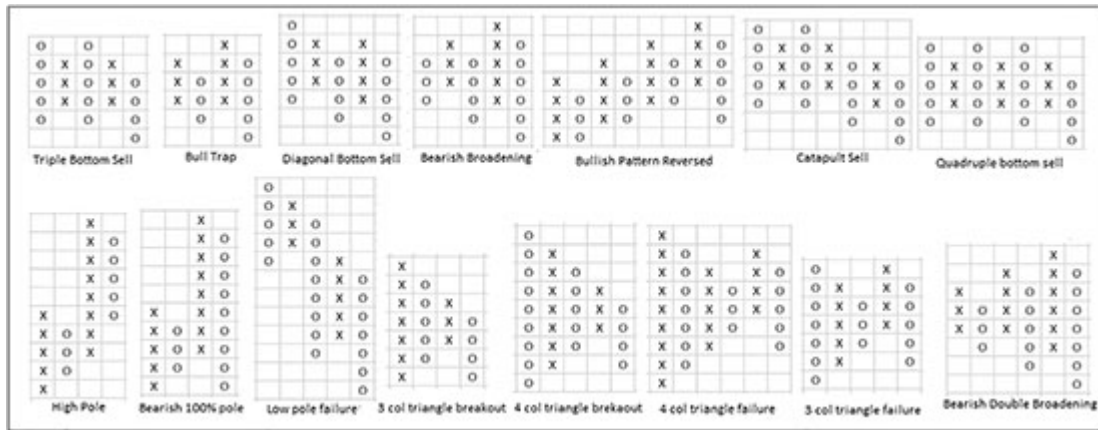 Triple Bottom Sell
Bull Trap
Diagonal Bottom Sell
Bearish Broadening
Bullish Pattern Reversed
Catapult Sell
Quadruple bottom sell
High Pole
Bearish 100% pole
Low pole failure
3 col triangle breakout
4 col triangle brekaout
4 col triangle failure
3 col triangle failure
Bearish Double Broadening